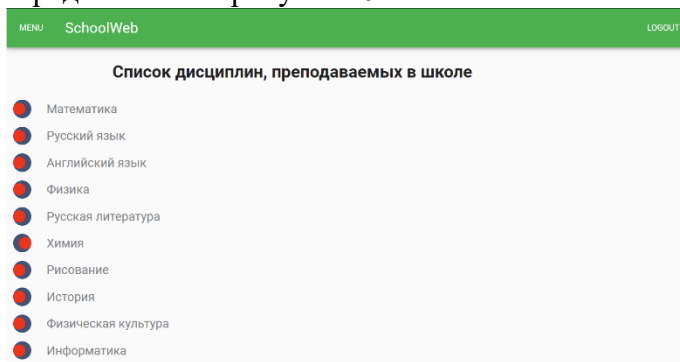 MENU SchoolWeb LOGOUT
Список дисциплин, преподаваемых в школе
Математика
Русский язык
Английский язык
Физика
Русская литература
Химия
Рисование
История
Физическая культура
Информатика